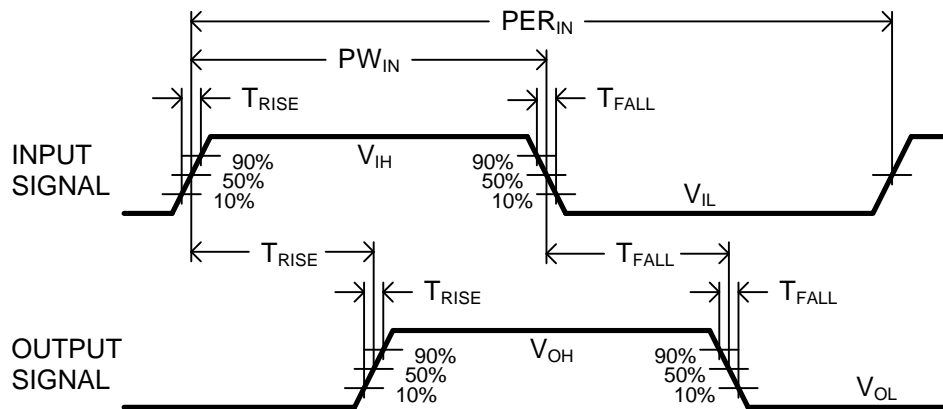 PER_IN
PW_IN
T_RISE
T_FALL
INPUT
SIGNAL
V_IH
90%
50%
10%
90%
50%
10%
V_IL
T_RISE
T_FALL
T_RISE
T_FALL
OUTPUT
SIGNAL
V_OH
90%
50%
10%
90%
50%
10%
V_OL